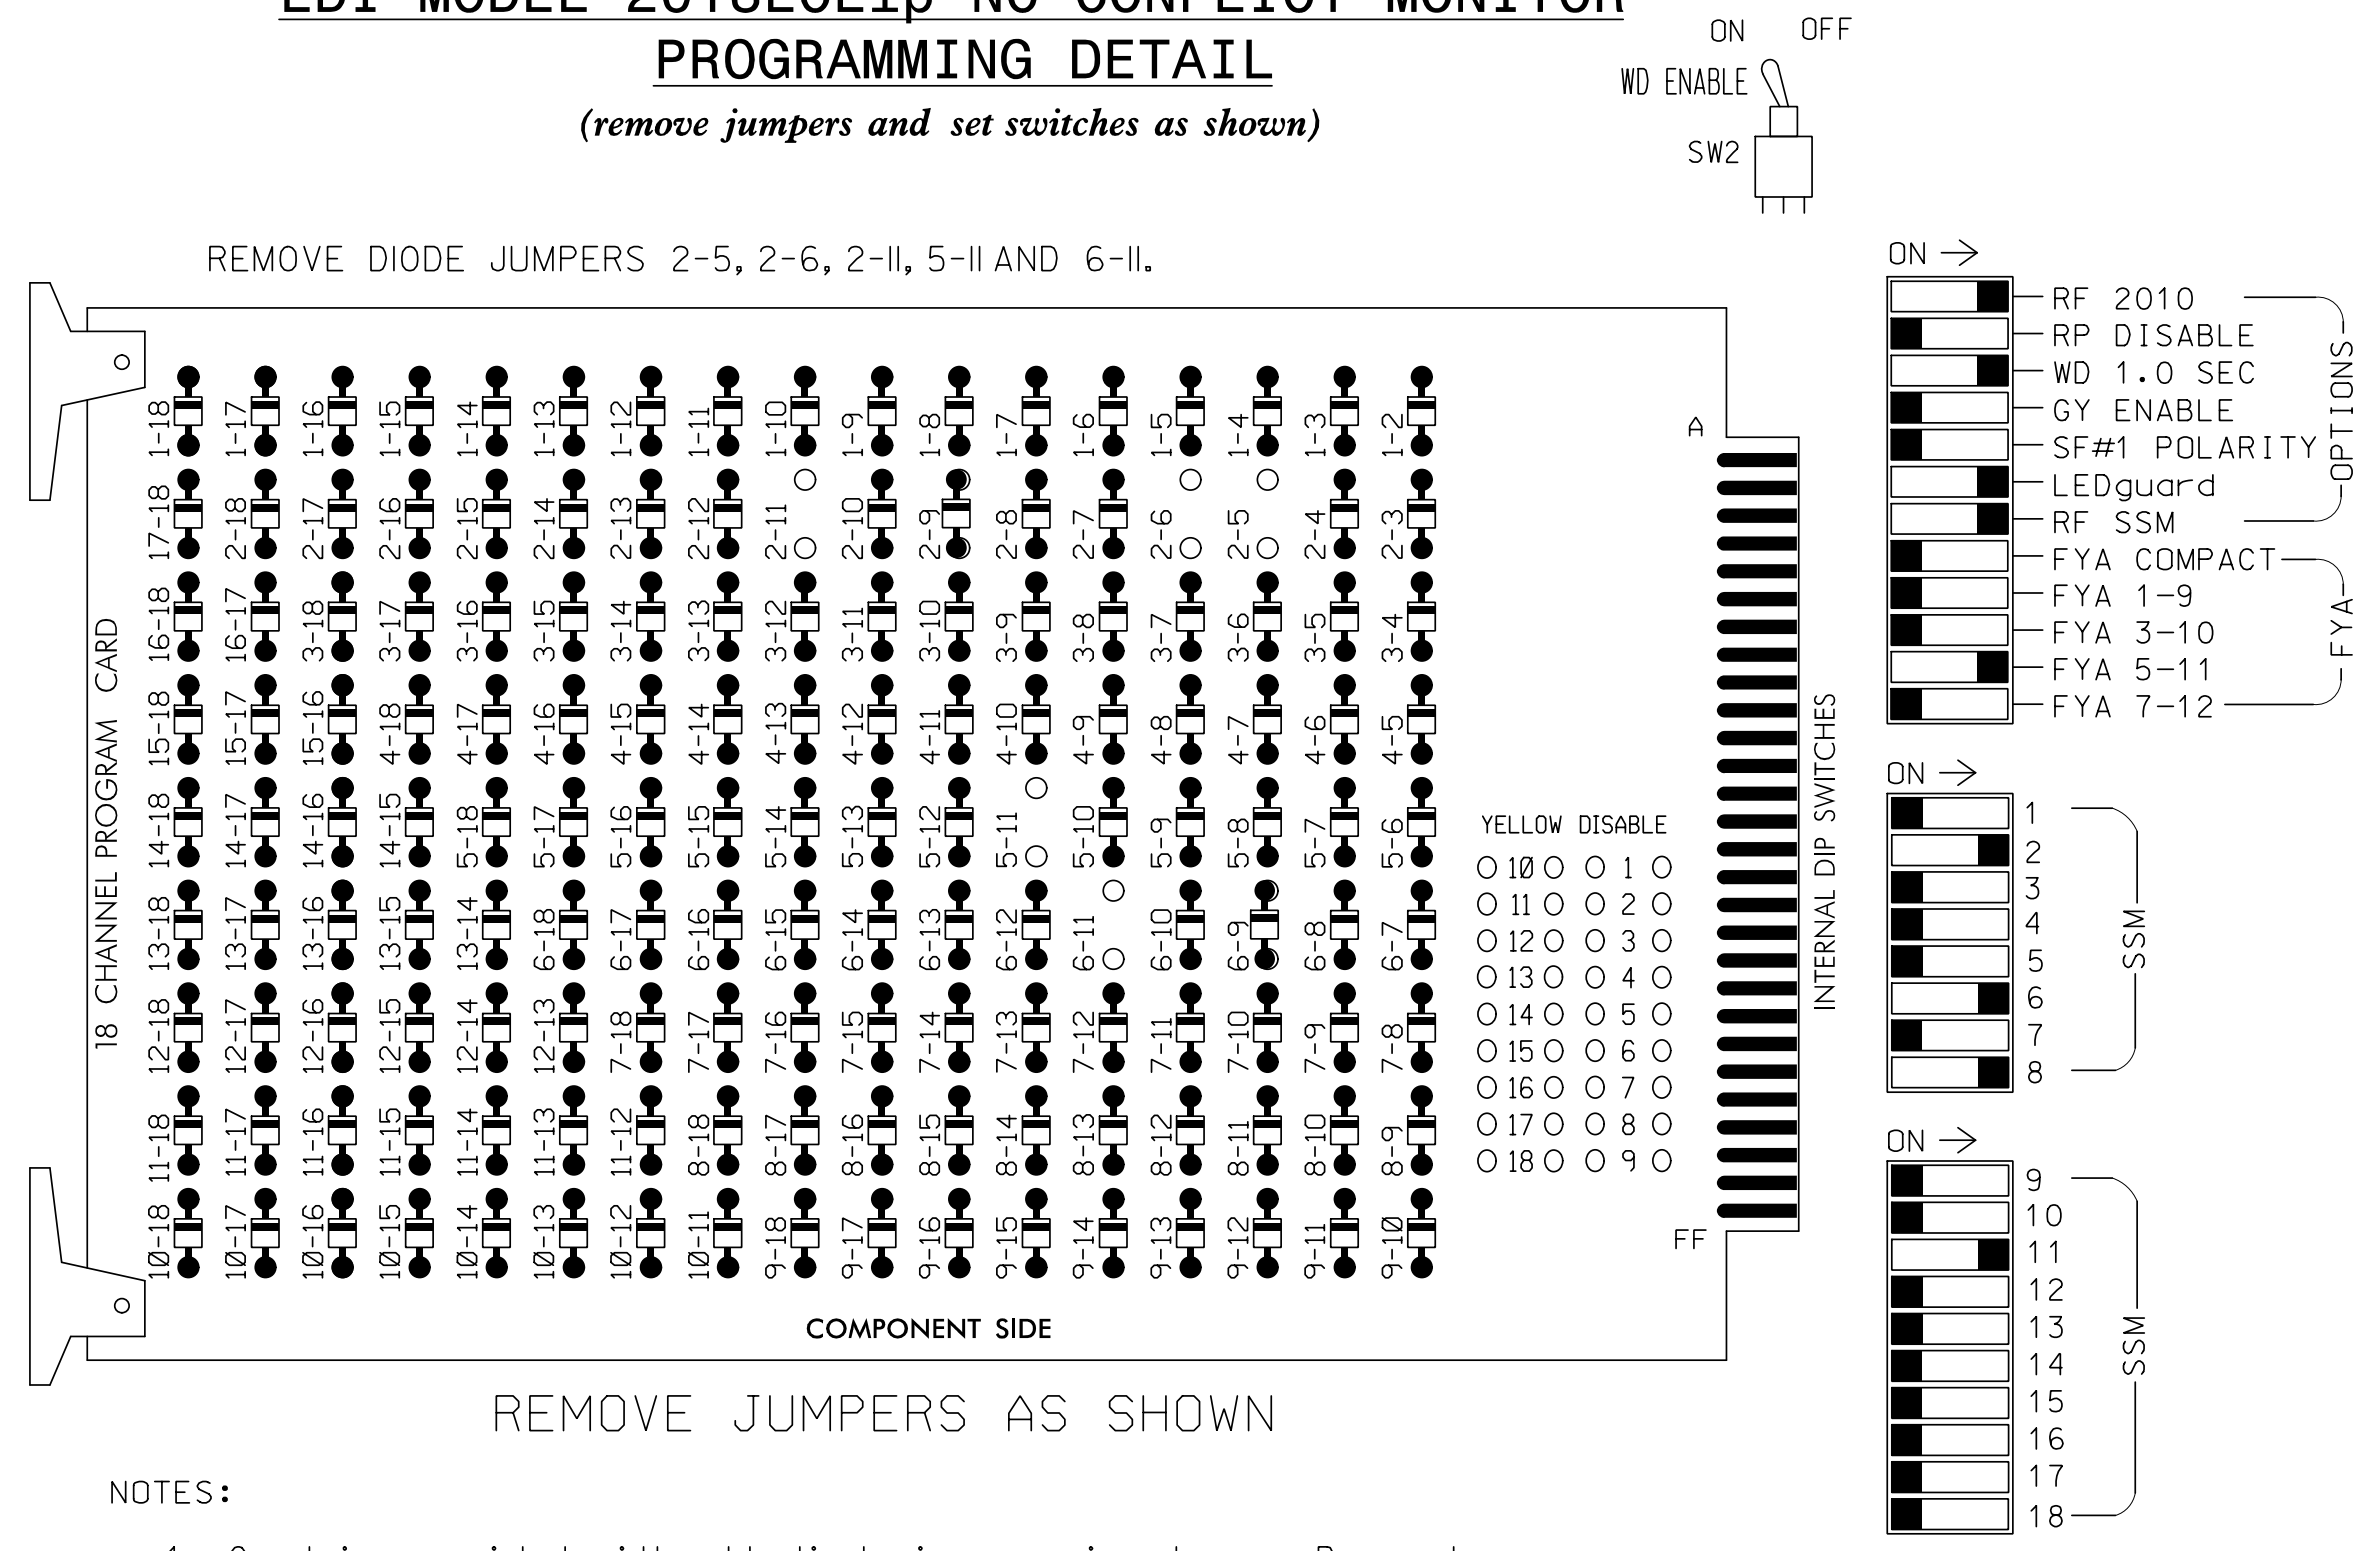 PROGRAMMING DETAIL
(remove jumpers and set switches as shown)
ON OFF
WD ENABLE
SW2
REMOVE DIODE JUMPERS 2-5, 2-6, 2-11, 5-11 AND 6-11.
18 CHANNEL PROGRAM CARD
1-18 1-17 1-16 1-15 1-14 1-13 1-12 1-11 1-10 1-9 1-8 1-7 1-6 1-5 1-4 1-3 1-2
17-18 2-18 2-17 2-16 2-15 2-14 2-13 2-12 2-11 2-10 2-9 2-8 2-7 2-6 2-5 2-4 2-3
16-18 16-17 3-18 3-17 3-16 3-15 3-14 3-13 3-12 3-11 3-10 3-9 3-8 3-7 3-6 3-5 3-4
15-18 15-17 15-16 4-18 4-17 4-16 4-15 4-14 4-13 4-12 4-11 4-10 4-9 4-8 4-7 4-6 4-5
14-18 14-17 14-16 14-15 5-18 5-17 5-16 5-15 5-14 5-13 5-12 5-11 5-10 5-9 5-8 5-7 5-6
13-18 13-17 13-16 13-15 13-14 6-18 6-17 6-16 6-15 6-14 6-13 6-12 6-11 6-10 6-9 6-8 6-7
12-18 12-17 12-16 12-15 12-14 12-13 7-18 7-17 7-16 7-15 7-14 7-13 7-12 7-11 7-10 7-9 7-8
11-18 11-17 11-16 11-15 11-14 11-13 11-12 8-18 8-17 8-16 8-15 8-14 8-13 8-12 8-11 8-10 8-9
10-18 10-17 10-16 10-15 10-14 10-13 10-12 10-11 9-18 9-17 9-16 9-15 9-14 9-13 9-12 9-11 9-10
A
YELLOW DISABLE
10 1
11 2
12 3
13 4
14 5
15 6
16 7
17 8
18 9
FF
COMPONENT SIDE
INTERNAL DIP SWITCHES
ON
RF 2010
RP DISABLE
WD 1.0 SEC
GY ENABLE
SF#1 POLARITY
LEDguard
RF SSM
OPTIONS
FYA COMPACT
FYA 1-9
FYA 3-10
FYA 5-11
FYA 7-12
FYA
ON
1
2
3
4
5
6
7
8
SSM
ON
9
10
11
12
13
14
15
16
17
18
SSM
REMOVE JUMPERS AS SHOWN
NOTES: